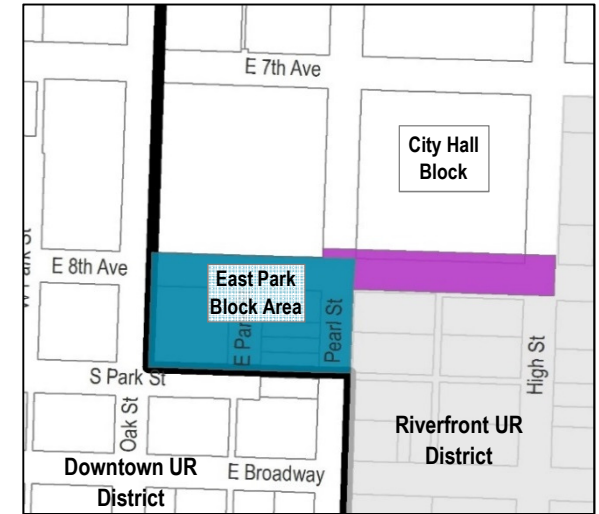 E 7th Ave
City Hall
Block
E 8th Ave
East Park
Block Area
Pearl St
High St
S Park St
Oak St
Riverfront UR
District
Downtown UR
District
E Broadway